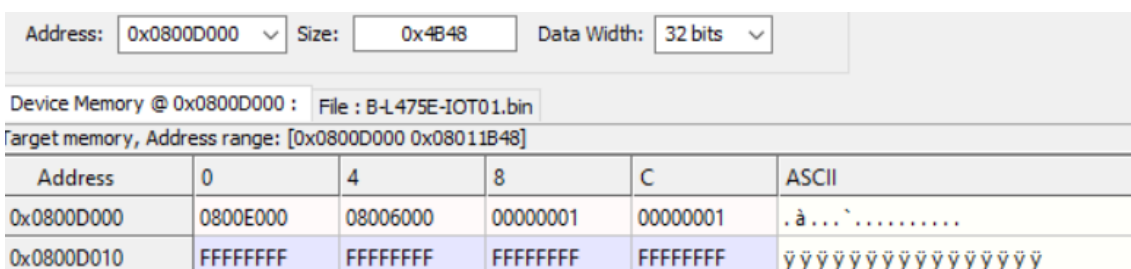 Address: 0x0800D000 Size: 0x4B48 Data Width: 32 bits
Device Memory @ 0x0800D000 : File : B-L475E-IOT01.bin
Target memory, Address range: [0x0800D000 0x08011B48]
Address 0 4 8 C ASCII
0x0800D000 0800E000 08006000 00000001 00000001 .à...`..........
0x0800D010 FFFFFFFF FFFFFFFF FFFFFFFF FFFFFFFF ÿÿÿÿÿÿÿÿÿÿÿÿÿÿÿÿ